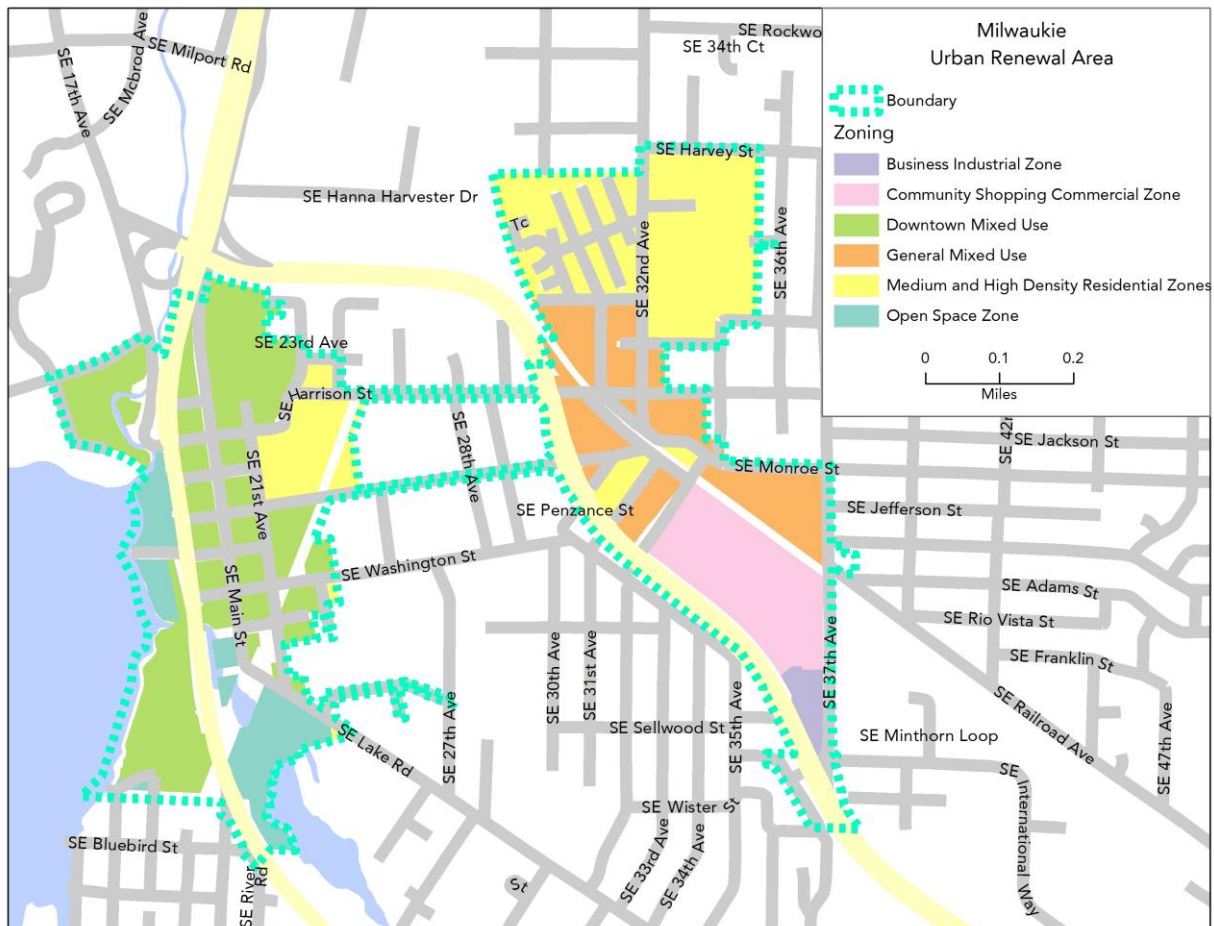 Milwaukie
Urban Renewal Area
Boundary
Zoning
Business Industrial Zone
Community Shopping Commercial Zone
Downtown Mixed Use
General Mixed Use
Medium and High Density Residential Zones
Open Space Zone
0 0.1 0.2
Miles
SE Rockwo
SE 34th Ct
SE Mcbrod Ave
SE Milport Rd
SE 17th Ave
SE Harvey St
SE Hanna Harvester Dr
Tc
SE 32nd Ave
SE 36th Ave
SE 23rd Ave
SE Harrison St
SE 28th Ave
SE 21st Ave
SE 42n
SE Jackson St
SE Monroe St
SE Penzance St
SE Jefferson St
SE Washington St
SE Main St
SE Adams St
SE Rio Vista St
SE Franklin St
SE 37th Ave
SE 30th Ave
SE 31st Ave
SE 27th Ave
SE Lake Rd
SE Sellwood St
SE 35th Ave
SE Minthorn Loop
SE Railroad Ave
SE 47th Ave
SE International Way
SE Wister St
SE 33rd Ave
SE 34th Ave
SE Bluebird St
SE River Rd
St